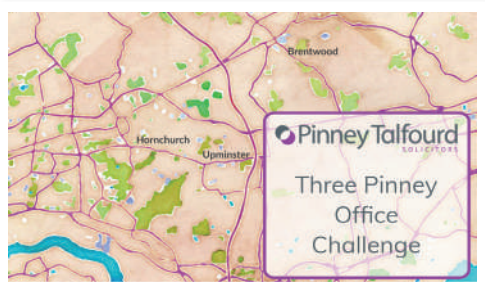 Brentwood
Hornchurch
Upminster
Pinney Talfourd
SOLICITORS
Three Pinney
Office
Challenge